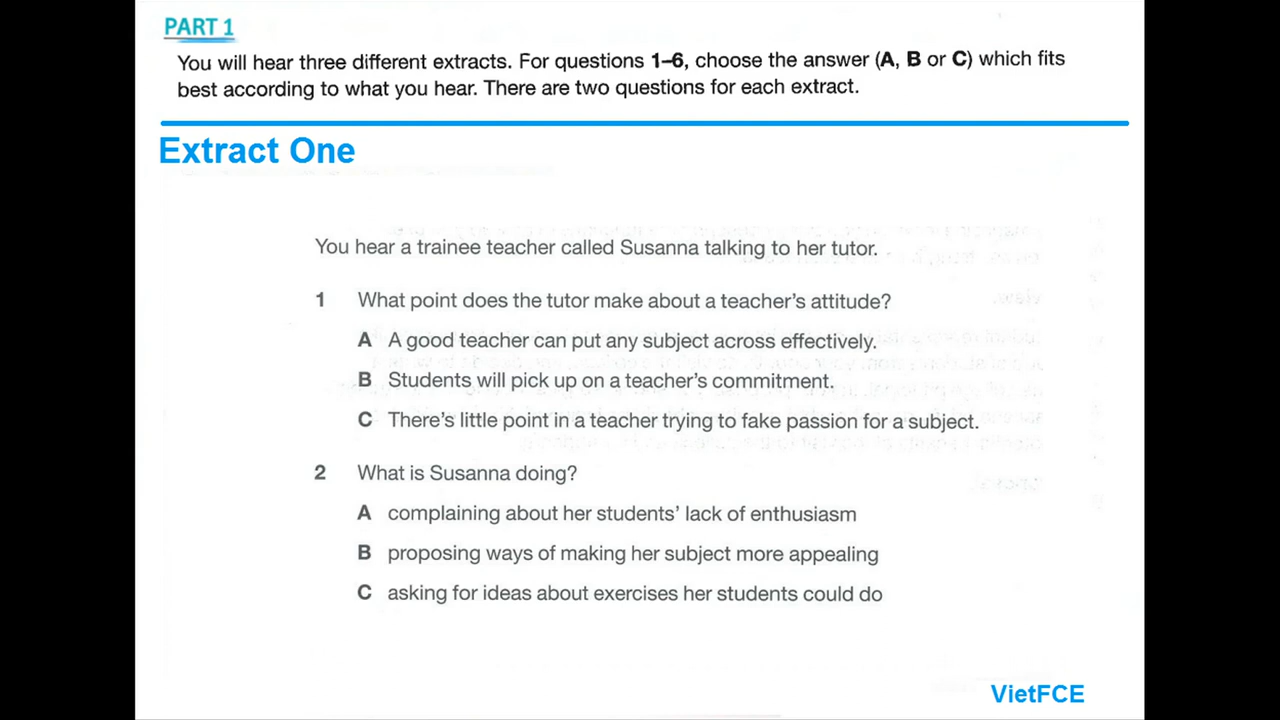 PART 1
You will hear three different extracts. For questions 1–6, choose the answer (A, B or C) which fits
best according to what you hear. There are two questions for each extract.
Extract One
You hear a trainee teacher called Susanna talking to her tutor.
1 What point does the tutor make about a teacher's attitude?
A A good teacher can put any subject across effectively.
B Students will pick up on a teacher's commitment.
C There's little point in a teacher trying to fake passion for a subject.
2 What is Susanna doing?
A complaining about her students' lack of enthusiasm
B proposing ways of making her subject more appealing
C asking for ideas about exercises her students could do
VietFCE